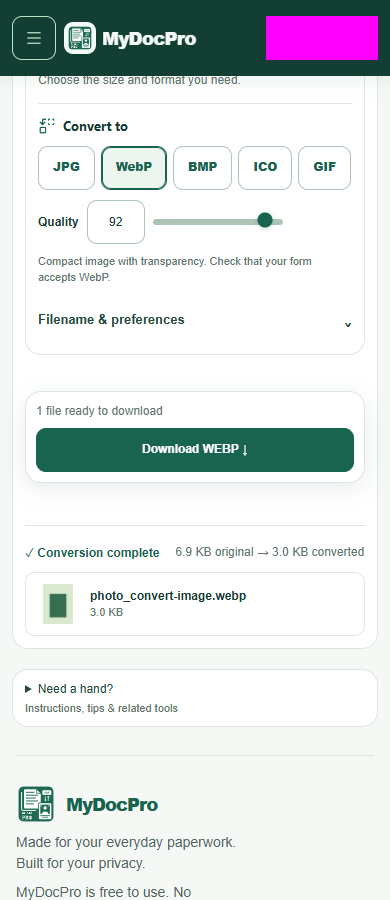 MyDocPro
Choose the size and format you need.
Convert to
JPG
WebP
BMP
ICO
GIF
Quality
92
Compact image with transparency. Check that your form
accepts WebP.
Filename & preferences
1 file ready to download
Download WEBP ↓
✓ Conversion complete
6.9 KB original → 3.0 KB converted
photo_convert-image.webp
3.0 KB
Need a hand?
Instructions, tips & related tools
MyDocPro
Made for your everyday paperwork.
Built for your privacy.
MyDocPro is free to use. No